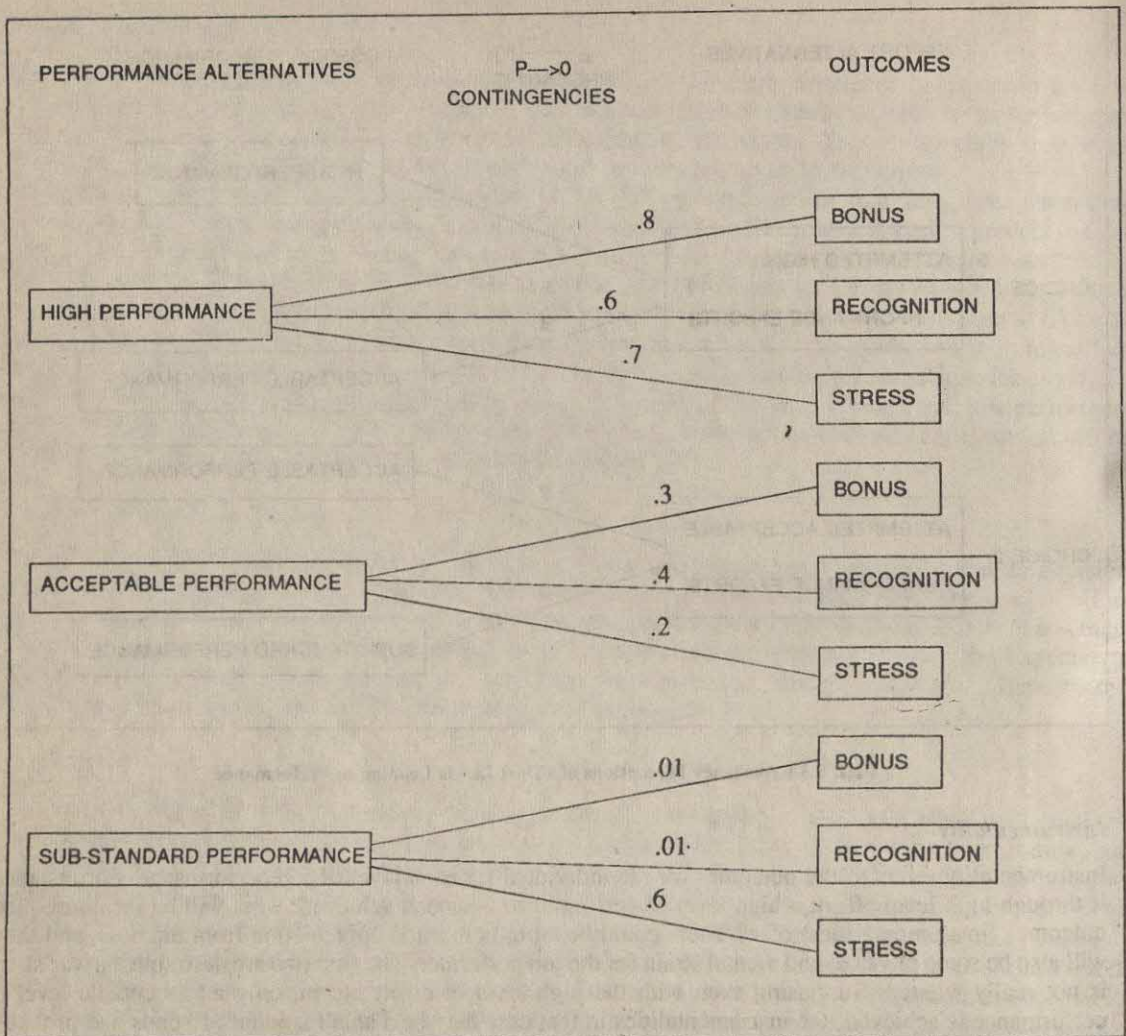 PERFORMANCE ALTERNATIVES
P--->0
CONTINGENCIES
OUTCOMES
.8
BONUS
HIGH PERFORMANCE
.6
RECOGNITION
.7
STRESS
.3
BONUS
ACCEPTABLE PERFORMANCE
.4
RECOGNITION
.2
STRESS
.01
BONUS
SUB-STANDARD PERFORMANCE
.01
RECOGNITION
.6
STRESS